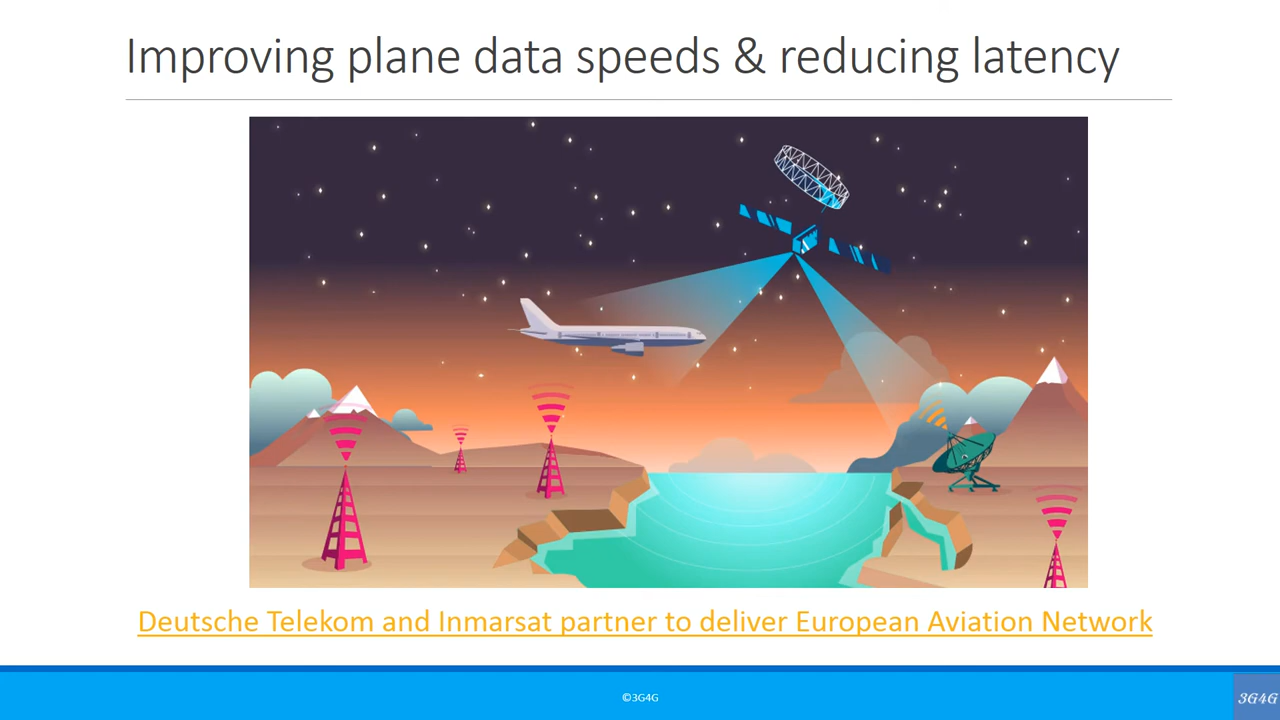 Improving plane data speeds & reducing latency
Deutsche Telekom and Inmarsat partner to deliver European Aviation Network
©3G4G
3G4G